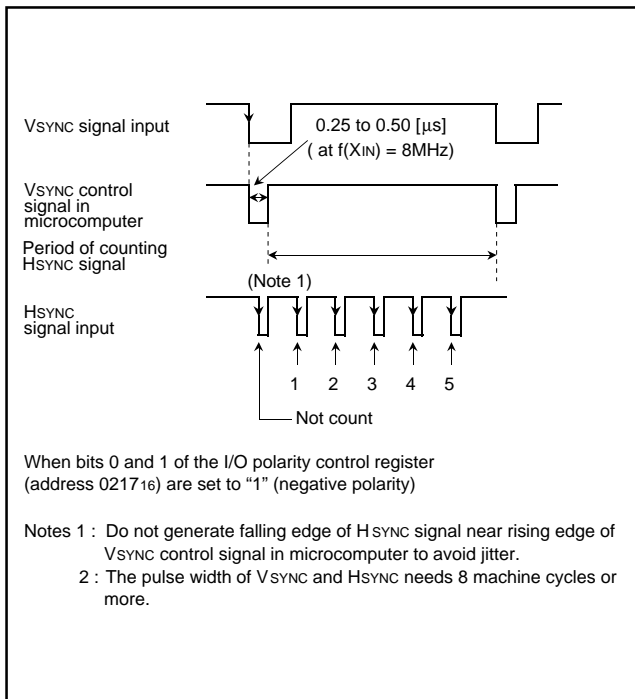 VSYNC signal input
0.25 to 0.50 [μs]
( at f(XIN) = 8MHz)
VSYNC control
signal in
microcomputer
Period of counting
HSYNC signal
(Note 1)
HSYNC
signal input
1 2 3 4 5
Not count
When bits 0 and 1 of the I/O polarity control register
(address 021716) are set to “1” (negative polarity)
Notes 1 : Do not generate falling edge of HSYNC signal near rising edge of
VSYNC control signal in microcomputer to avoid jitter.
2 : The pulse width of VSYNC and HSYNC needs 8 machine cycles or
more.